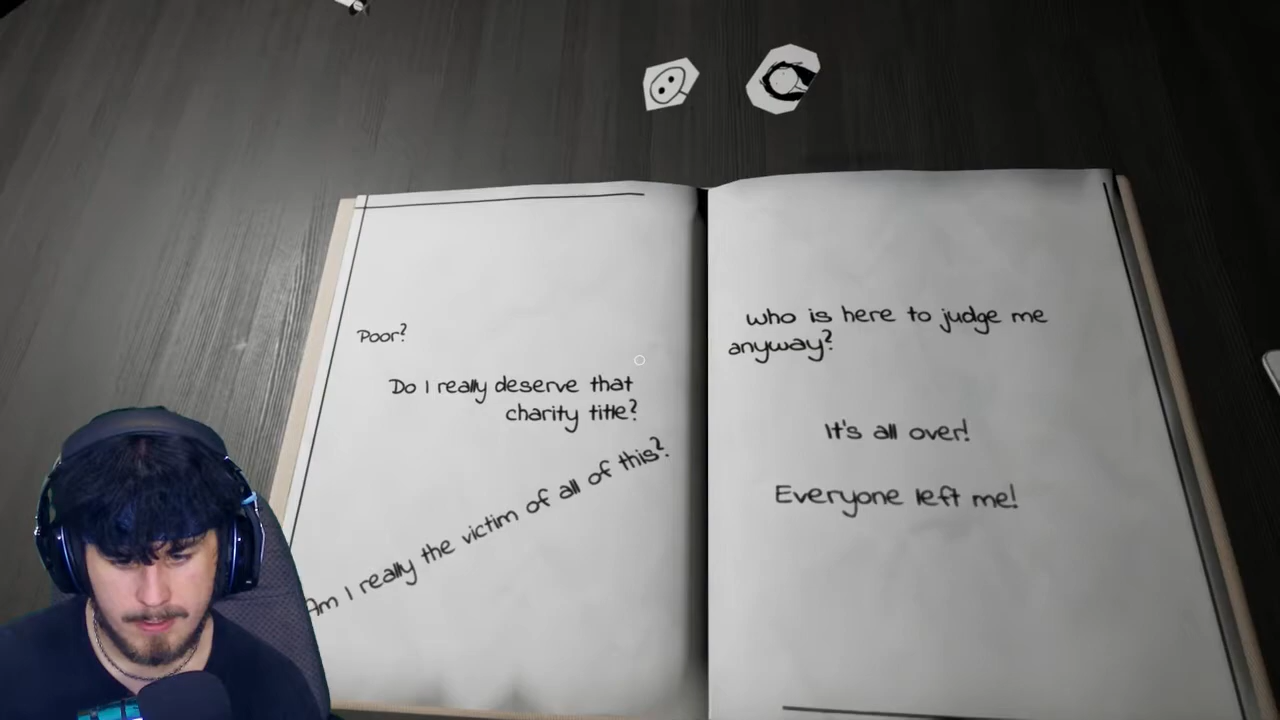 Poor?
Do I really deserve that
charity title?
Am I really the victim of all of this?
who is here to judge me
anyway?
It's all over!
Everyone left me!